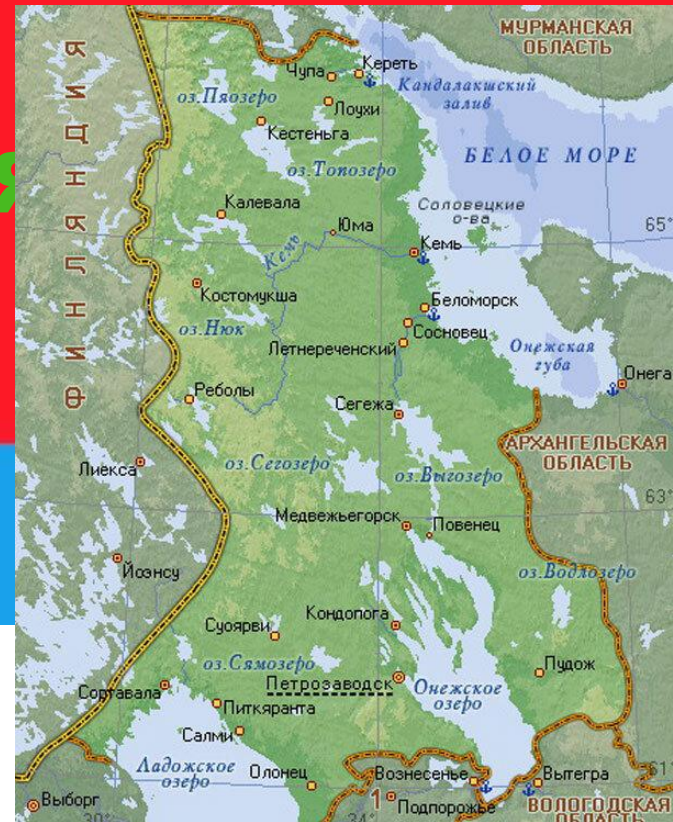 МУРМАНСКАЯ
ОБЛАСТЬ
Кереть
Чупа
Кандалакшский
залив
оз.Пяозеро
Лоухи
Кестеньга
БЕЛОЕ МОРЕ
оз.Топозеро
Я
ФИНЛЯНДИЯ
Соловецкие
о-ва
Калевала
Юма
65°
Кемь
Кемь
Костомукша
Беломорск
оз.Нюк
Сосновец
Летнереченский
Онежская
губа
Онега
Реболы
Сегежа
АРХАНГЕЛЬСКАЯ
ОБЛАСТЬ
Лиекса
оз.Сегозеро
оз.Выгозеро
63°
Медвежьегорск
Повенец
Йоэнсу
оз.Водлозеро
Кондопога
Суоярви
оз.Сямозеро
Пудож
Петрозаводск
Онежское
озеро
Сортавала
Питкяранта
Салми
Ладожское
озеро
Олонец
Вознесенье
Вытегра
61°
Выборг
30°
34°
1
Подпорожье
ВОЛОГОДСКАЯ
ОБЛАСТЬ